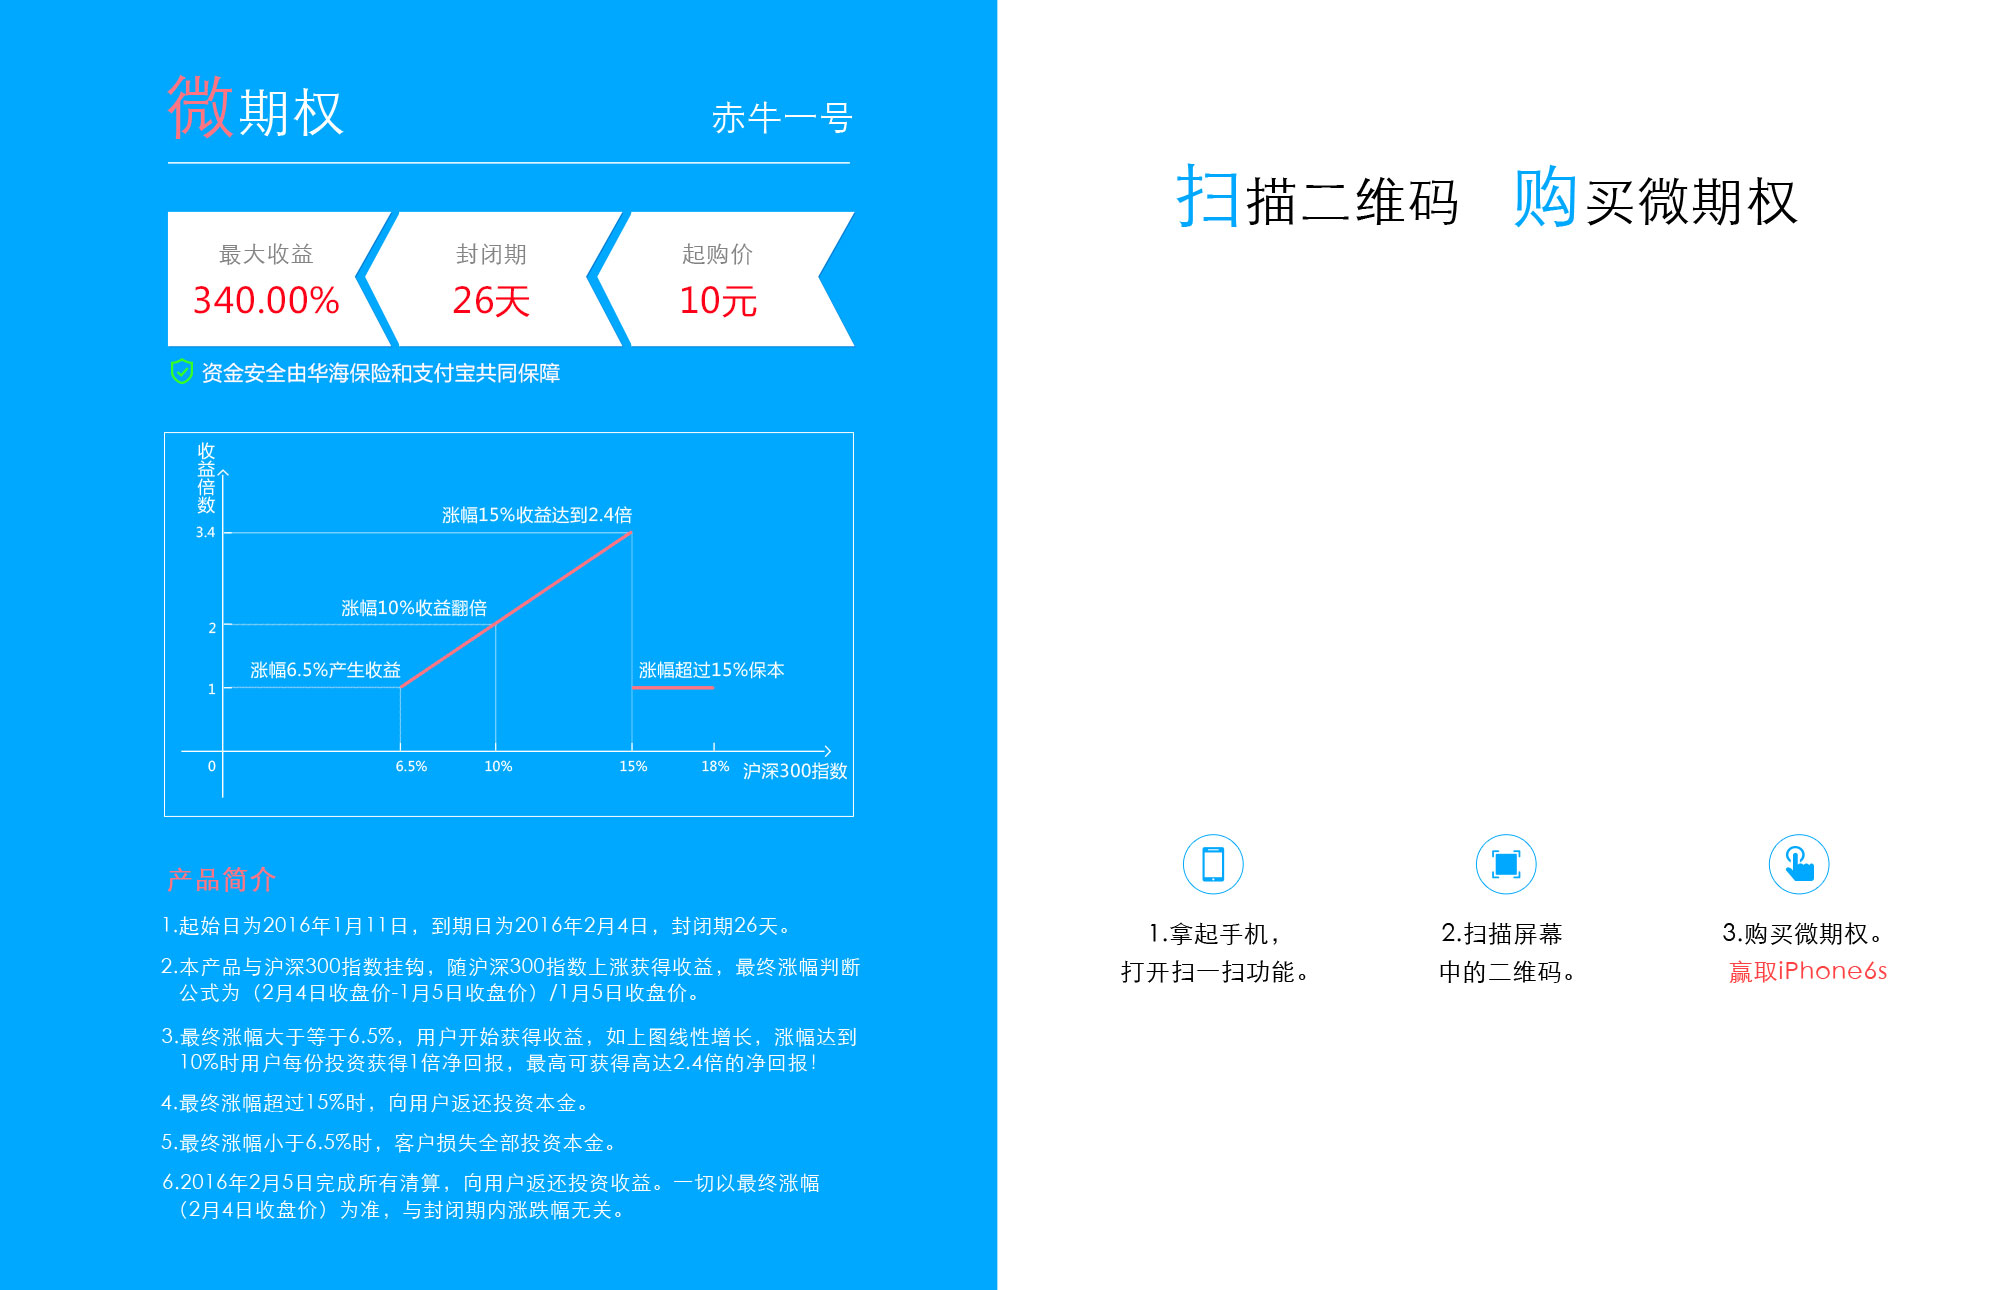 微期权
赤牛一号
最大收益
340.00%
封闭期
26天
起购价
10元
资金安全由华海保险和支付宝共同保障
收益倍数
3.4
2
1
0
涨幅15%收益达到2.4倍
涨幅10%收益翻倍
涨幅6.5%产生收益
涨幅超过15%保本
6.5%
10%
15%
18%
沪深300指数
产品简介
1.起始日为2016年1月11日，到期日为2016年2月4日，封闭期26天。
2.本产品与沪深300指数挂钩，随沪深300指数上涨获得收益，最终涨幅判断
公式为（2月4日收盘价-1月5日收盘价）/1月5日收盘价。
3.最终涨幅大于等于6.5%，用户开始获得收益，如上图线性增长，涨幅达到
10%时用户每份投资获得1倍净回报，最高可获得高达2.4倍的净回报！
4.最终涨幅超过15%时，向用户返还投资本金。
5.最终涨幅小于6.5%时，客户损失全部投资本金。
6.2016年2月5日完成所有清算，向用户返还投资收益。一切以最终涨幅
（2月4日收盘价）为准，与封闭期内涨跌幅无关。
扫描二维码 购买微期权
1.拿起手机，
打开扫一扫功能。
2.扫描屏幕
中的二维码。
3.购买微期权。
赢取iPhone6s